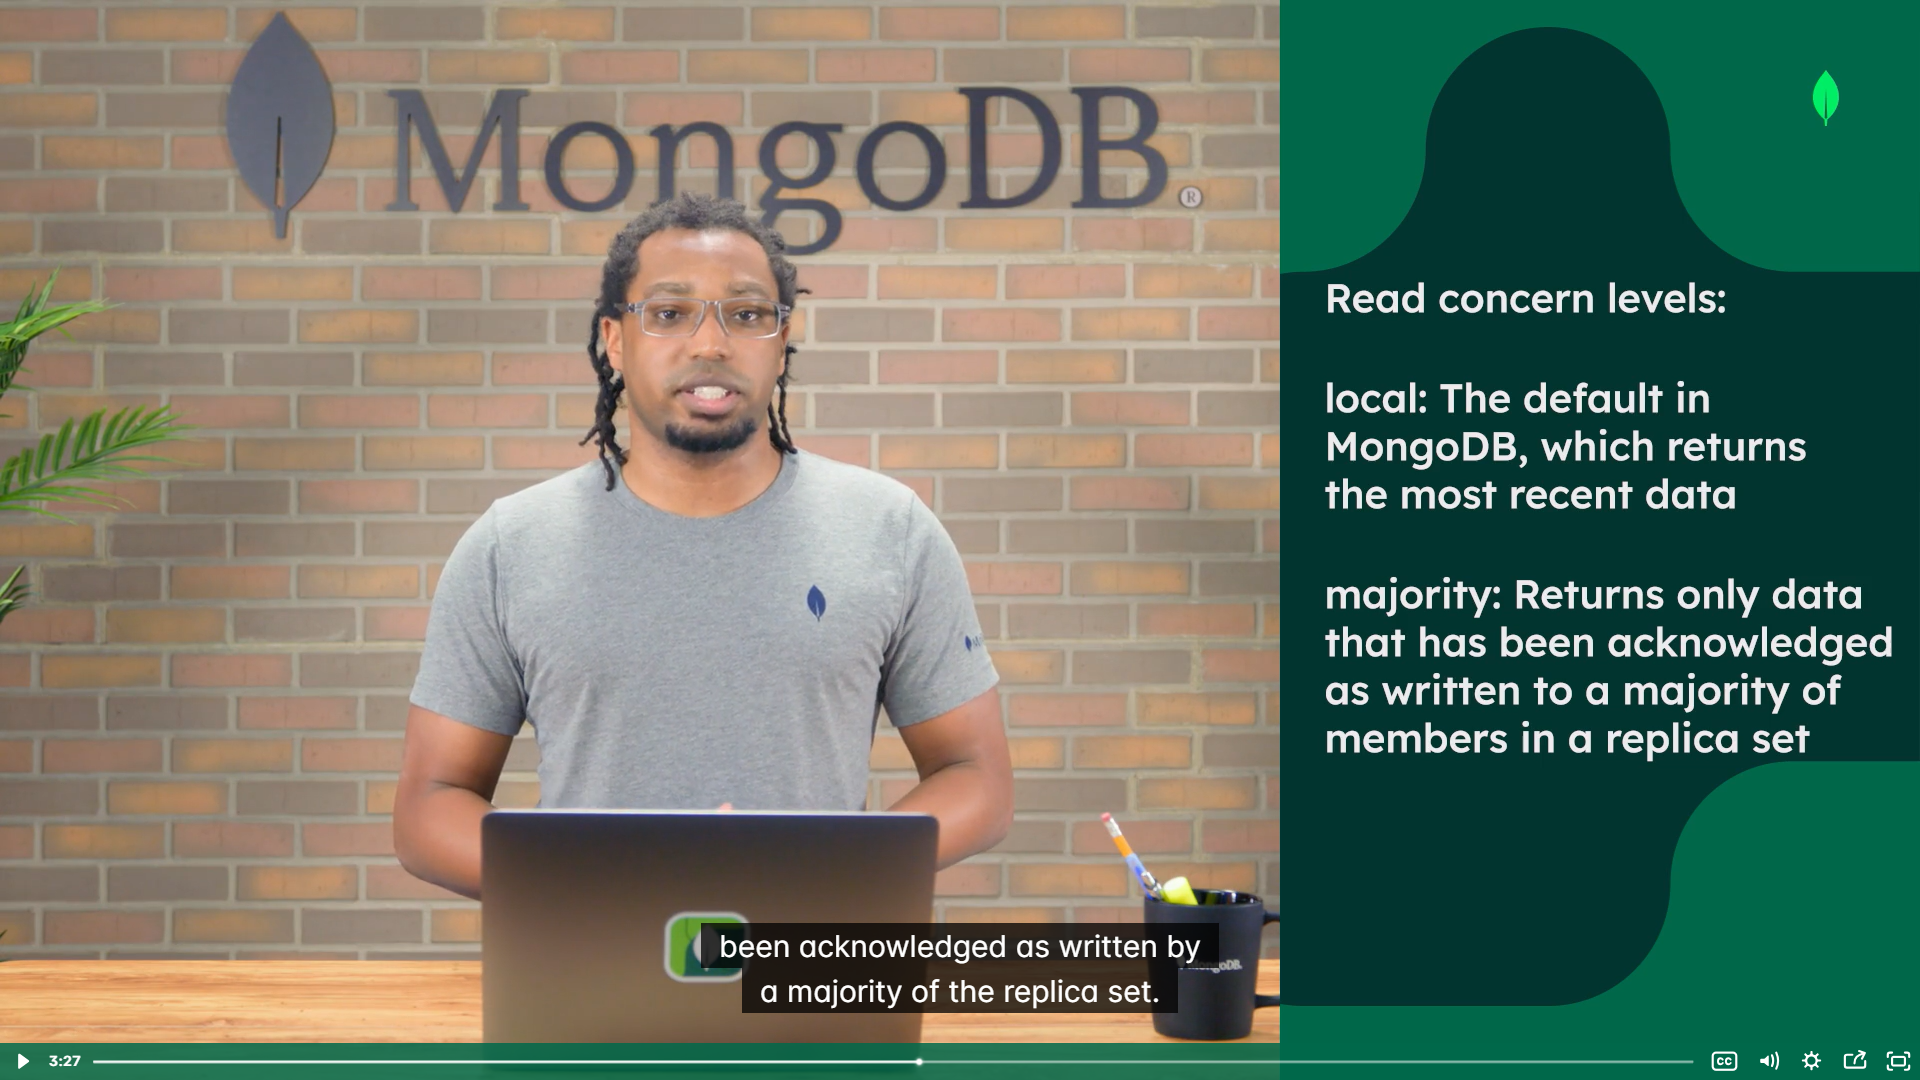 MongoDB.®
Read concern levels:
local: The default in
MongoDB, which returns
the most recent data
majority: Returns only data
that has been acknowledged
as written to a majority of
members in a replica set
been acknowledged as written by
a majority of the replica set.
3:27
CC